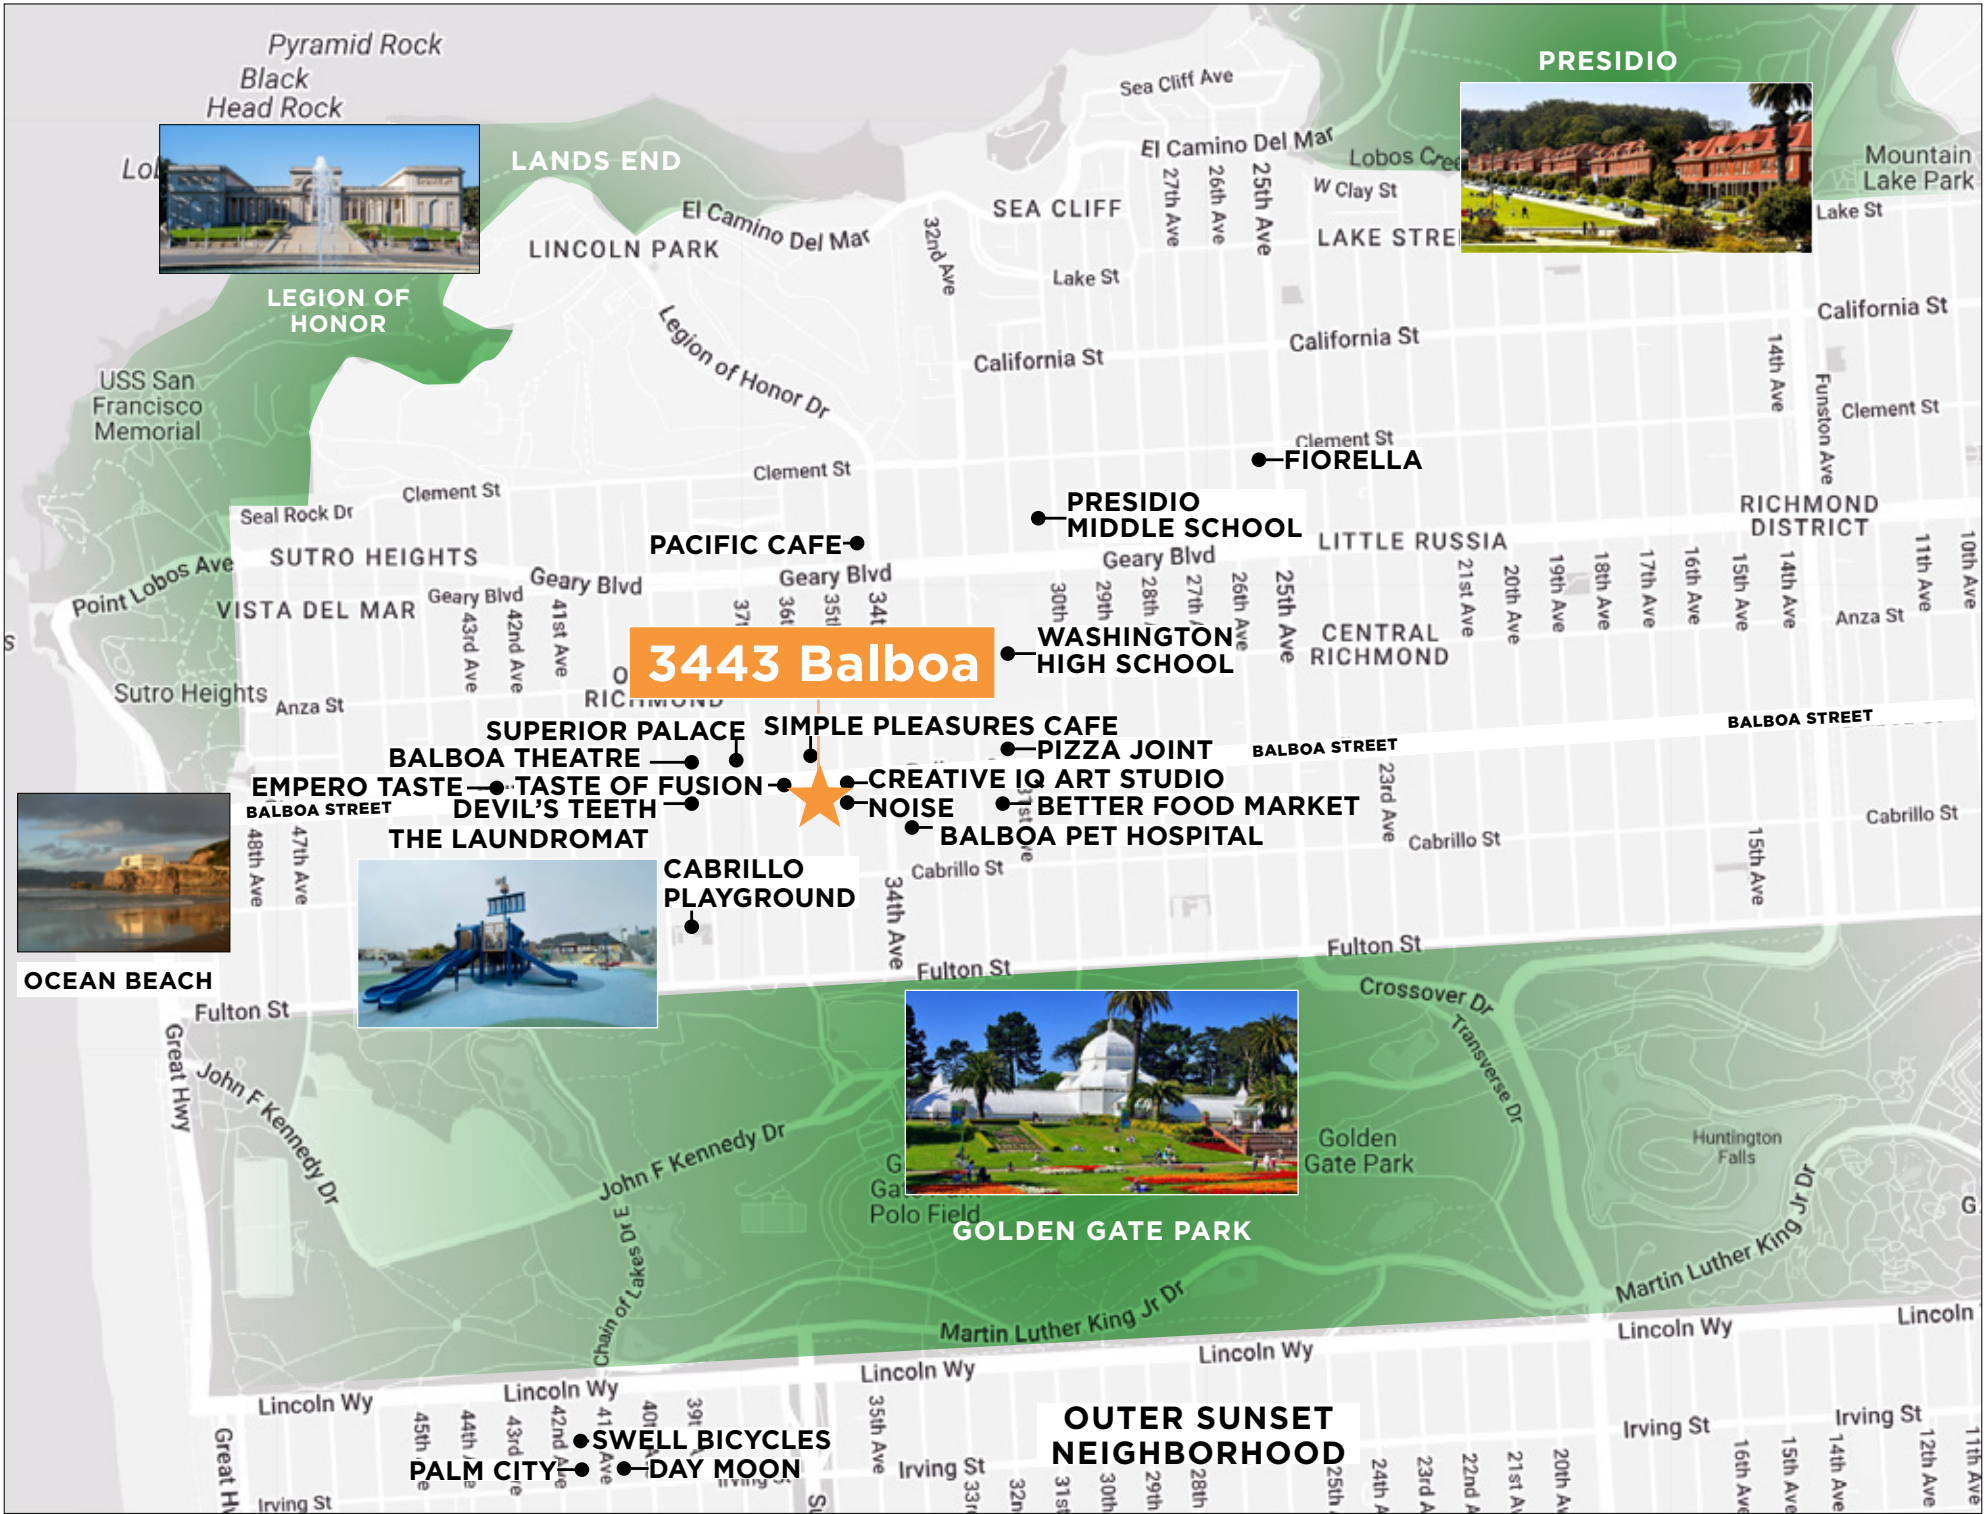 Pyramid Rock
Black
Head Rock
LANDS END
LEGION OF
HONOR
LINCOLN PARK
El Camino Del Mar
Legion of Honor Dr
USS San
Francisco
Memorial
Sea Cliff Ave
El Camino Del Mar
SEA CLIFF
27th Ave
26th Ave
25th Ave
32nd Ave
Lake St
W Clay St
PRESIDIO
Mountain
Lake Park
Lake St
California St
California St
California St
14th Ave
Funston Ave
Clement St
Clement St
FIORELLA
Clement St
Clement St
Seal Rock Dr
PRESIDIO
MIDDLE SCHOOL
RICHMOND
DISTRICT
PACIFIC CAFE
LITTLE RUSSIA
SUTRO HEIGHTS
Point Lobos Ave
Geary Blvd
Geary Blvd
Geary Blvd
Geary Blvd
VISTA DEL MAR
43rd Ave
42nd Ave
41st Ave
30th
29th
28th
27th
26th Ave
25th Ave
21st Ave
20th Ave
19th Ave
18th Ave
17th Ave
16th Ave
15th Ave
14th Ave
11th Ave
10th Ave
Anza St
3443 Balboa
WASHINGTON
HIGH SCHOOL
CENTRAL
RICHMOND
Sutro Heights
Anza St
RICHMOND
SUPERIOR PALACE
SIMPLE PLEASURES CAFE
BALBOA STREET
BALBOA THEATRE
PIZZA JOINT
BALBOA STREET
EMPERO TASTE
TASTE OF FUSION
CREATIVE IQ ART STUDIO
BALBOA STREET
DEVIL'S TEETH
NOISE
BETTER FOOD MARKET
THE LAUNDROMAT
BALBOA PET HOSPITAL
48th Ave
47th Ave
23rd Ave
15th Ave
Cabrillo St
Cabrillo St
Cabrillo St
CABRILLO
PLAYGROUND
34th Ave
OCEAN BEACH
Fulton St
Fulton St
Fulton St
Great Hwy
John F Kennedy Dr
John F Kennedy Dr
Crossover Dr
Transverse Dr
Golden
Gate Park
Huntington
Falls
Polo Field
GOLDEN GATE PARK
Chain of Lakes Dr E
Martin Luther King Jr Dr
Martin Luther King Jr Dr
Lincoln Wy
Lincoln Wy
Lincoln Wy
Lincoln Wy
Lincoln Wy
Lincoln
45th Ave
44th Ave
43rd Ave
42nd Ave
35th Ave
SWELL BICYCLES
PALM CITY
DAY MOON
OUTER SUNSET
NEIGHBORHOOD
Irving St
Irving St
Irving St
Irving St
31st
30th
29th
28th
25th
24th
23rd
22nd
21st
20th
16th Ave
15th Ave
14th Ave
12th Ave
11th